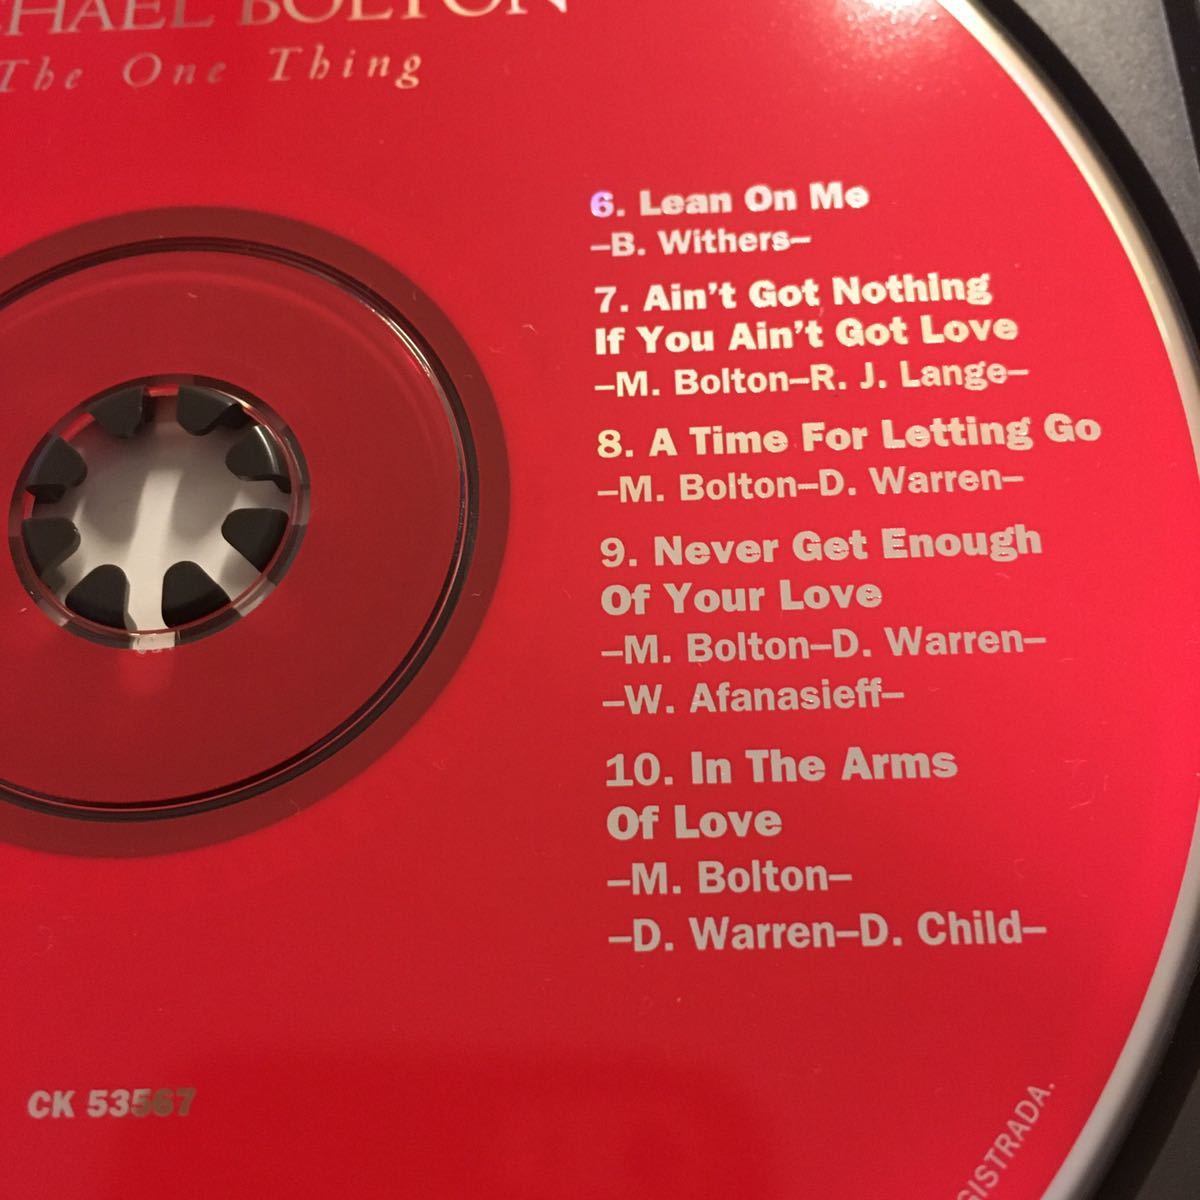 CHAEL BOLTON
The One Thing
6. Lean On Me
–B. Withers–
7. Ain't Got Nothing
If You Ain't Got Love
–M. Bolton–R. J. Lange–
8. A Time For Letting Go
–M. Bolton–D. Warren–
9. Never Get Enough
Of Your Love
–M. Bolton–D. Warren–
–W. Afanasieff–
10. In The Arms
Of Love
–M. Bolton–
–D. Warren–D. Child–
CK 53567
GISTRADA.